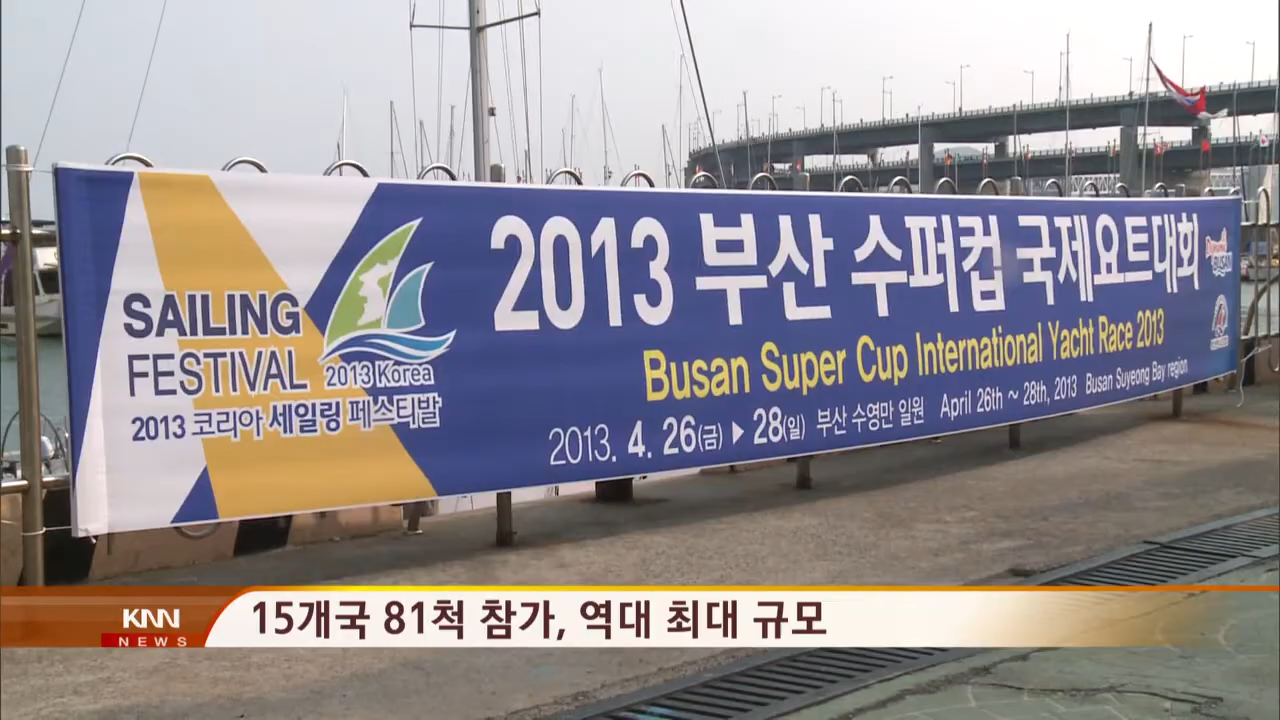 2013 부산 수퍼컵 국제요트대회
Busan Super Cup International Yacht Race 2013
2013. 4. 26(금) ▶ 28(일) 부산 수영만 일원 April 26th ~ 28th, 2013 Busan Suyeong Bay region
SAILING
FESTIVAL 2013 Korea
2013 코리아 세일링 페스티발
BUSAN
KNN
NEWS
15개국 81척 참가, 역대 최대 규모